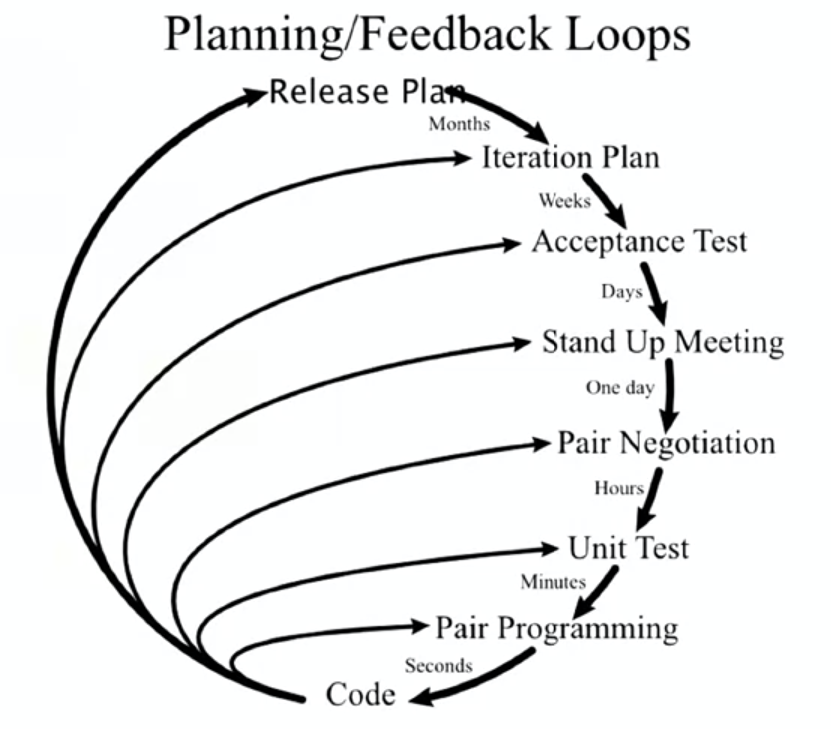 Planning/Feedback Loops
Release Plan
Months
Iteration Plan
Weeks
Acceptance Test
Days
Stand Up Meeting
One day
Pair Negotiation
Hours
Unit Test
Minutes
Pair Programming
Seconds
Code